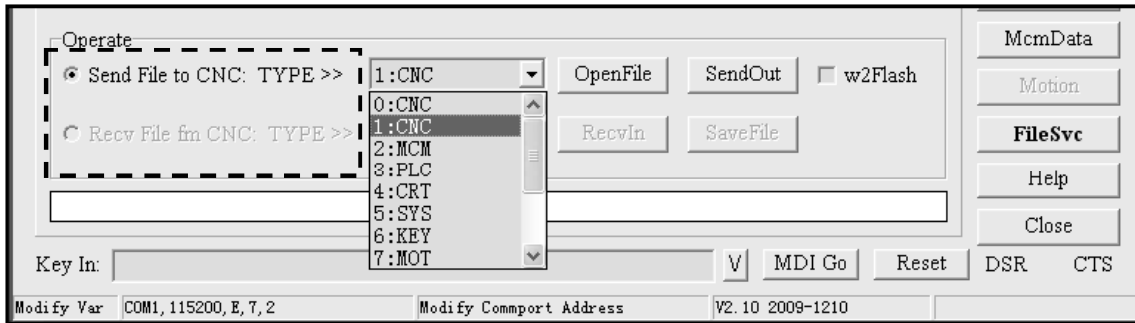 Operate
Send File to CNC: TYPE >> 1:CNC OpenFile SendOut w2Flash
0:CNC
1:CNC
2:MCM
3:PLC
4:CRT
5:SYS
6:KEY
7:MOT
Recv File fm CNC: TYPE >> RecvIn SaveFile
McmData
Motion
FileSvc
Help
Close
Key In: V MDI Go Reset DSR CTS
Modify Var COM1, 115200, E, 7, 2 Modify Commport Address V2.10 2009-1210